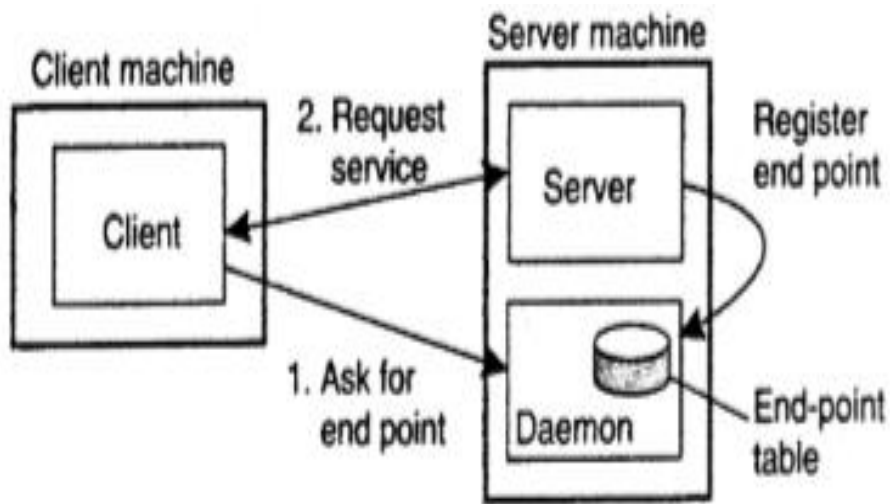 Client machine
Server machine
2. Request
service
Register
end point
Client
Server
1. Ask for
end point
Daemon
End-point
table